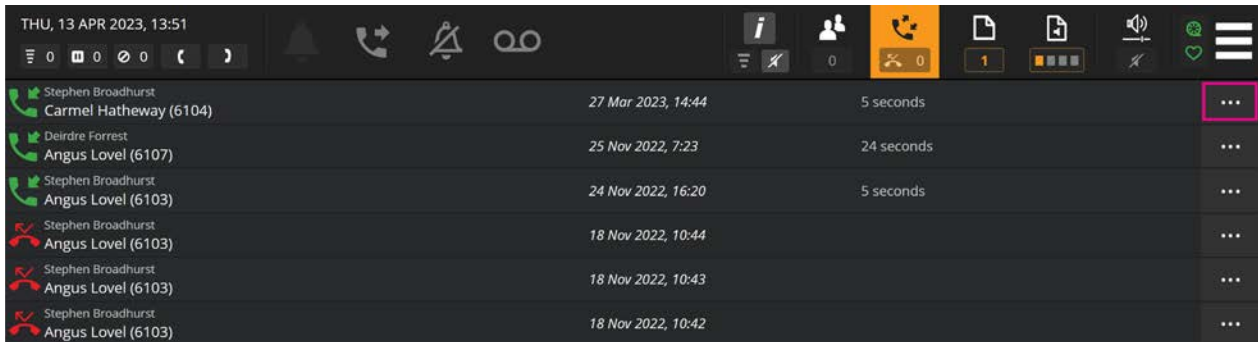 THU, 13 APR 2023, 13:51
0 0 0
i 0 0 1
Stephen Broadhurst
Carmel Hatheway (6104) 27 Mar 2023, 14:44 5 seconds ...
Deirdre Forrest
Angus Lovel (6107) 25 Nov 2022, 7:23 24 seconds ...
Stephen Broadhurst
Angus Lovel (6103) 24 Nov 2022, 16:20 5 seconds ...
Stephen Broadhurst
Angus Lovel (6103) 18 Nov 2022, 10:44 ...
Stephen Broadhurst
Angus Lovel (6103) 18 Nov 2022, 10:43 ...
Stephen Broadhurst
Angus Lovel (6103) 18 Nov 2022, 10:42 ...